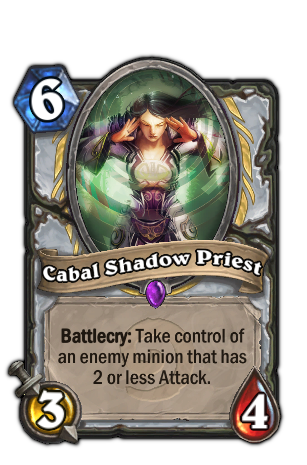 6
Cabal Shadow Priest
Battlecry: Take control of
an enemy minion that has
2 or less Attack.
3
4